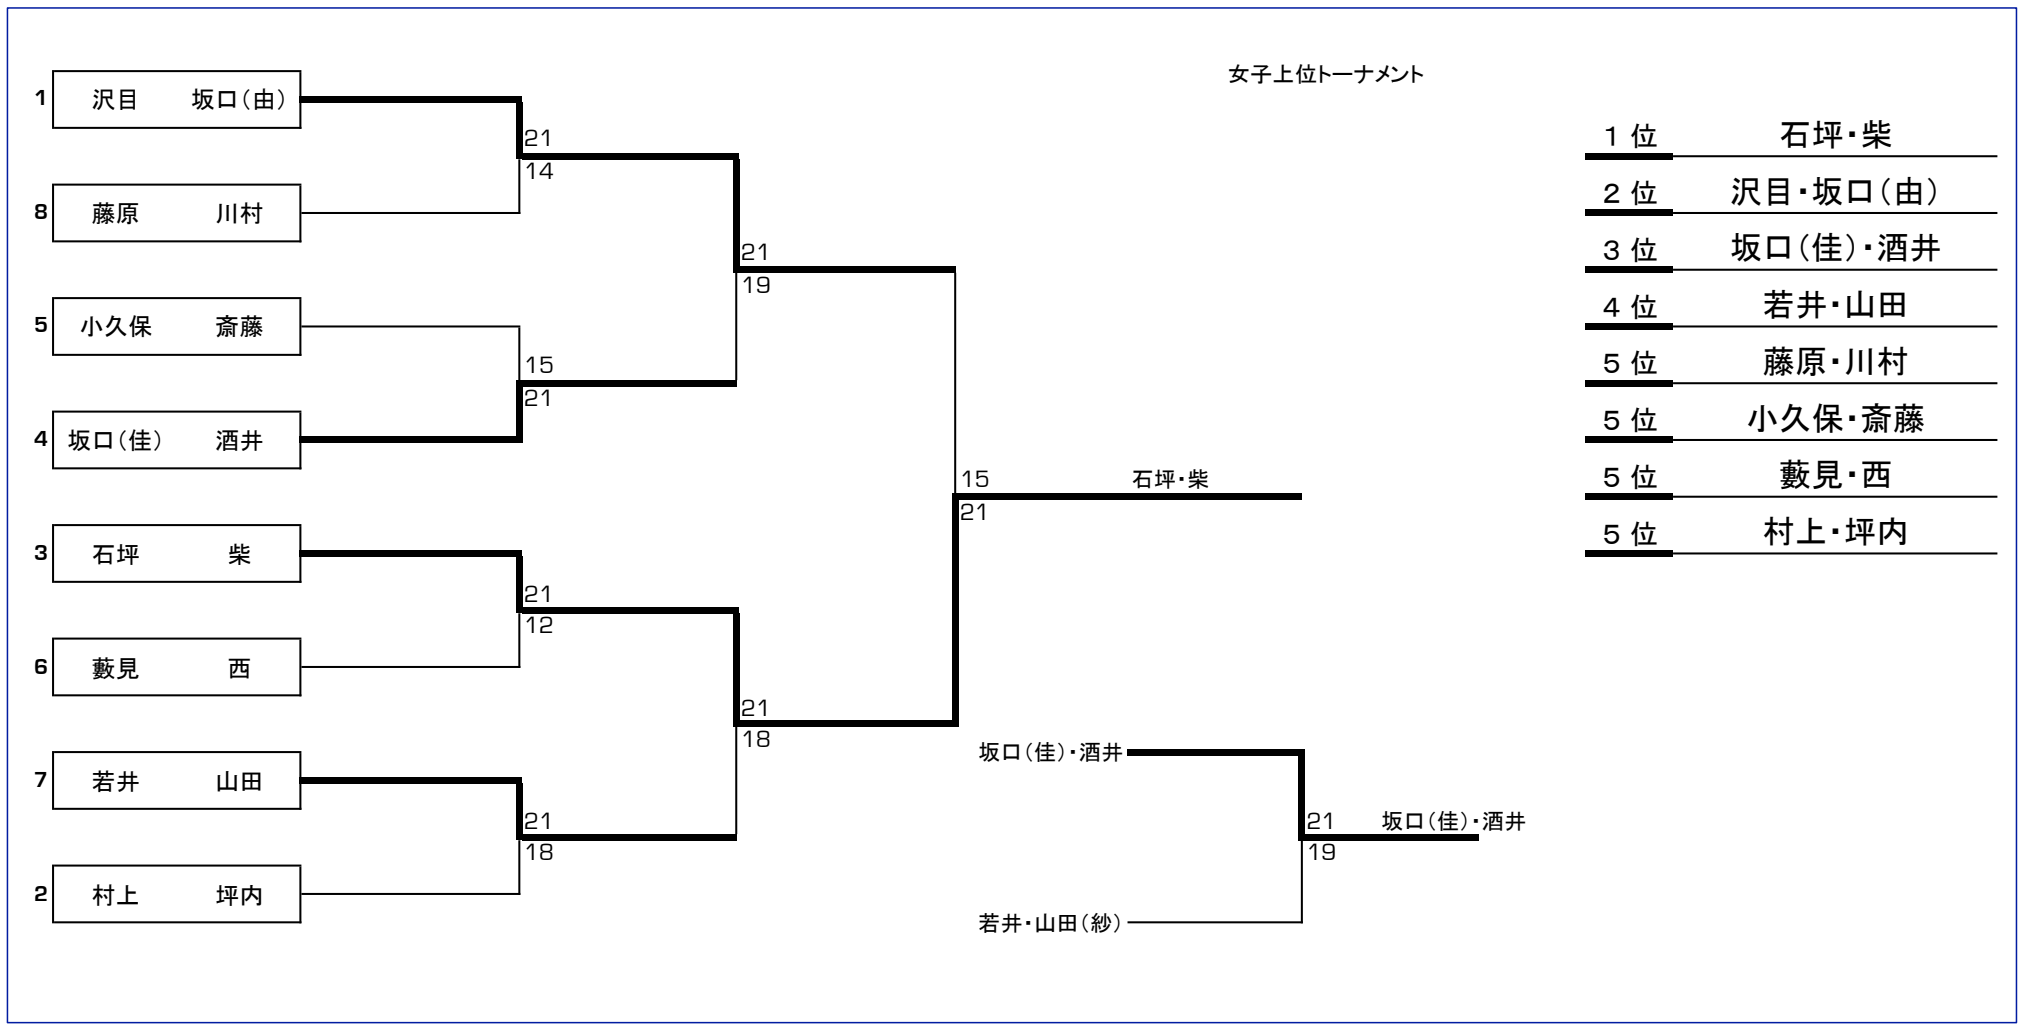 女子上位トーナメント
1 沢目 坂口（由）
21
14
8 藤原 川村
21
19
5 小久保 斎藤
15
21
4 坂口（佳） 酒井
15 石坪・柴
21
3 石坪 柴
21
12
6 藪見 西
21
18
7 若井 山田
21
18
2 村上 坪内
坂口（佳）・酒井
21 坂口（佳）・酒井
19
若井・山田（紗）
1 位 石坪・柴
2 位 沢目・坂口（由）
3 位 坂口（佳）・酒井
4 位 若井・山田
5 位 藤原・川村
5 位 小久保・斎藤
5 位 藪見・西
5 位 村上・坪内